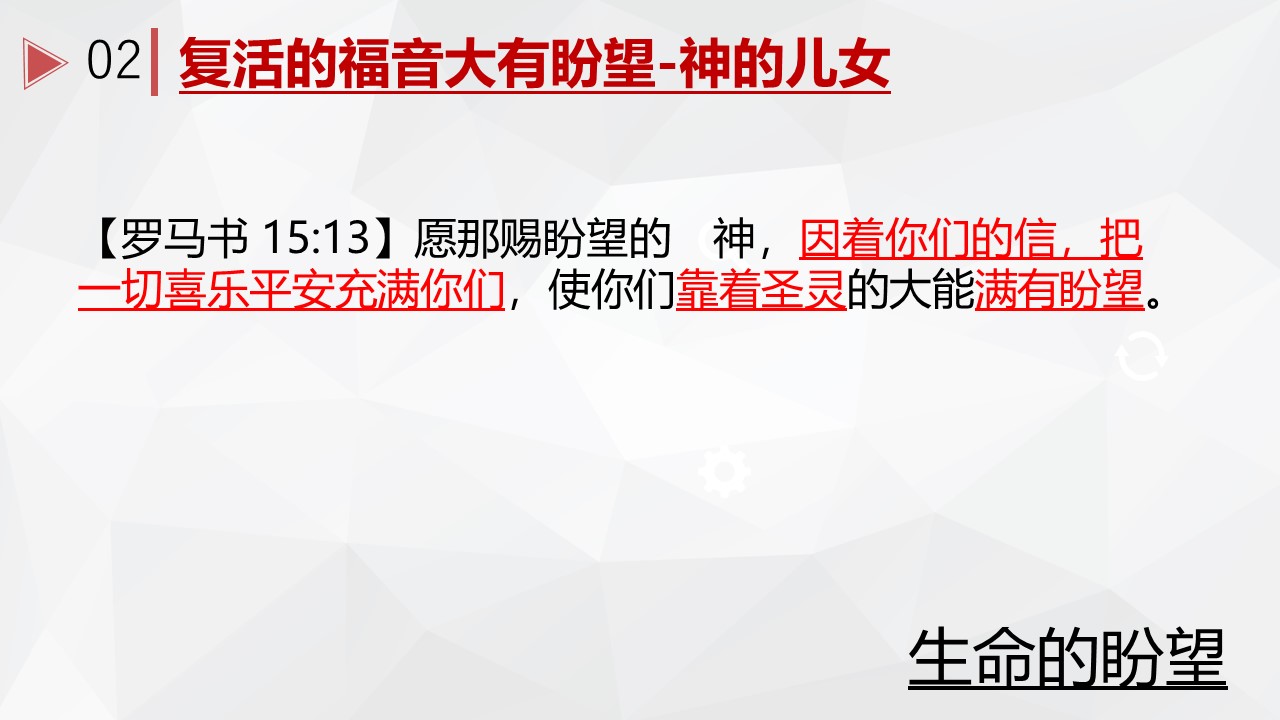 02 复活的福音大有盼望-神的儿女
【罗马书 15:13】愿那赐盼望的　神，因着你们的信，把
一切喜乐平安充满你们，使你们靠着圣灵的大能满有盼望。
生命的盼望